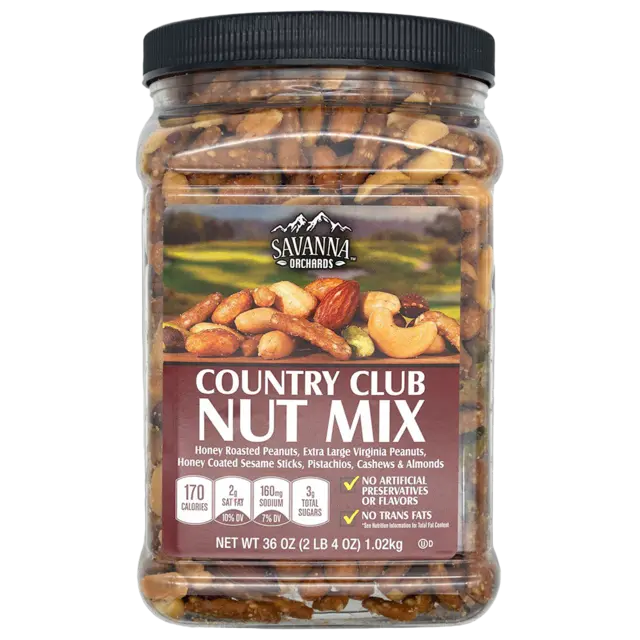 SAVANNA
ORCHARDS™
COUNTRY CLUB
NUT MIX
Honey Roasted Peanuts, Extra Large Virginia Peanuts,
Honey Coated Sesame Sticks, Pistachios, Cashews & Almonds
170
CALORIES
2g
SAT FAT
10% DV
160mg
SODIUM
7% DV
3g
TOTAL
SUGARS
NO ARTIFICIAL
PRESERVATIVES
OR FLAVORS
NO TRANS FATS
*See Nutrition Information for Total Fat Content
NET WT 36 OZ (2 LB 4 OZ) 1.02kg
U D